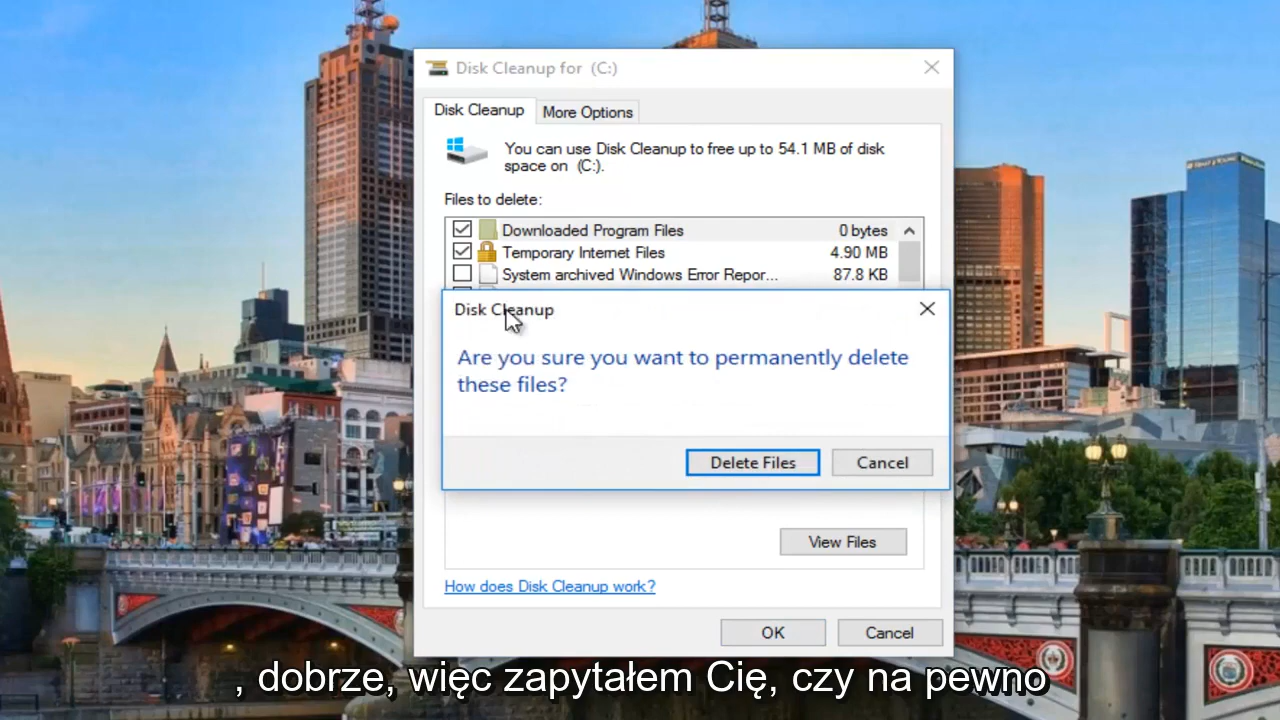 Disk Cleanup for (C:)
Disk Cleanup
More Options
You can use Disk Cleanup to free up to 54.1 MB of disk
space on (C:).
Files to delete:
Downloaded Program Files 0 bytes
Temporary Internet Files 4.90 MB
System archived Windows Error Repor... 87.8 KB
Disk Cleanup
Are you sure you want to permanently delete
these files?
Delete Files
Cancel
View Files
How does Disk Cleanup work?
OK
Cancel
, dobrze, więc zapytałem Cię, czy na pewno